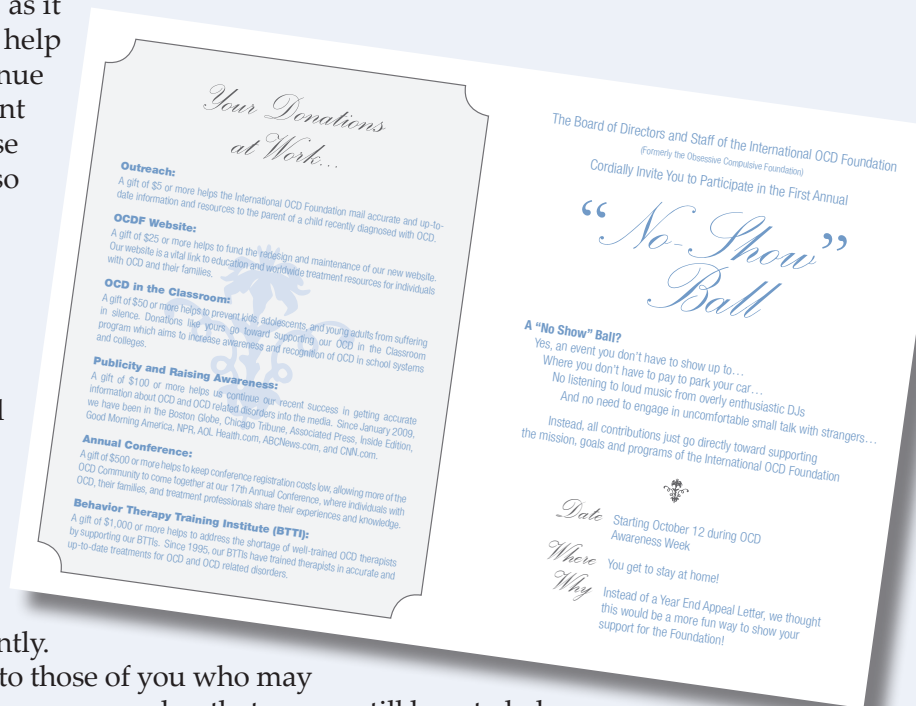 as it
help
nue
nt
se
so
l
ntly.
to those of you who may
Your Donations
at Work...
Outreach:
A gift of $5 or more helps the International OCD Foundation mail accurate and up-to-
date information and resources to the parent of a child recently diagnosed with OCD.
OCDF Website:
A gift of $25 or more helps to fund the redesign and maintenance of our new website.
Our website is a vital link to education and worldwide treatment resources for individuals
with OCD and their families.
OCD in the Classroom:
A gift of $50 or more helps to prevent kids, adolescents, and young adults from suffering
in silence. Donations like yours go toward supporting our OCD in the Classroom
program which aims to increase awareness and recognition of OCD in school systems
and colleges.
Publicity and Raising Awareness:
A gift of $100 or more helps us continue our recent success in getting accurate
information about OCD and OCD related disorders into the media. Since January 2009,
we have been in the Boston Globe, Chicago Tribune, Associated Press, Inside Edition,
Good Morning America, NPR, AOL Health.com, ABCNews.com, and CNN.com.
Annual Conference:
A gift of $500 or more helps to keep conference registration costs low, allowing more of the
OCD Community to come together at our 17th Annual Conference, where individuals with
OCD, their families, and treatment professionals share their experiences and knowledge.
Behavior Therapy Training Institute (BTTI):
A gift of $1,000 or more helps to address the shortage of well-trained OCD therapists
by supporting our BTTIs. Since 1995, our BTTIs have trained therapists in accurate and
up-to-date treatments for OCD and OCD related disorders.
The Board of Directors and Staff of the International OCD Foundation
(Formerly the Obsessive Compulsive Foundation)
Cordially Invite You to Participate in the First Annual
“No-Show”
Ball
A “No Show” Ball?
Yes, an event you don’t have to show up to…
Where you don’t have to pay to park your car…
No listening to loud music from overly enthusiastic DJs
And no need to engage in uncomfortable small talk with strangers…
Instead, all contributions just go directly toward supporting
the mission, goals and programs of the International OCD Foundation
Date Starting October 12 during OCD
Awareness Week
Where You get to stay at home!
Why Instead of a Year End Appeal Letter, we thought
this would be a more fun way to show your
support for the Foundation!